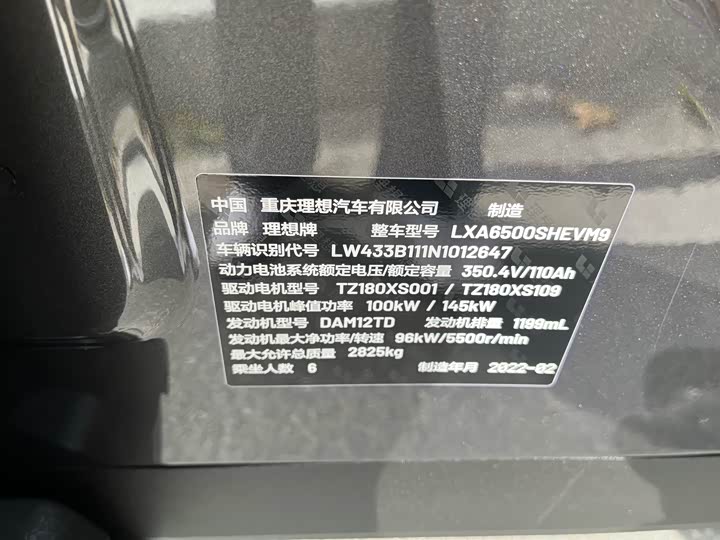 中国 重庆理想汽车有限公司 制造
品牌 理想牌 整车型号 LXA6500SHEVM9
车辆识别代号 LW433B111N1012647
动力电池系统额定电压/额定容量 350.4V/110Ah
驱动电机型号 TZ180XS001 / TZ180XS109
驱动电机峰值功率 100kW / 145kW
发动机型号 DAM12TD 发动机排量 1199mL
发动机最大净功率/转速 96kW/5500r/min
最大允许总质量 2825kg
乘坐人数 6 制造年月 2022-02